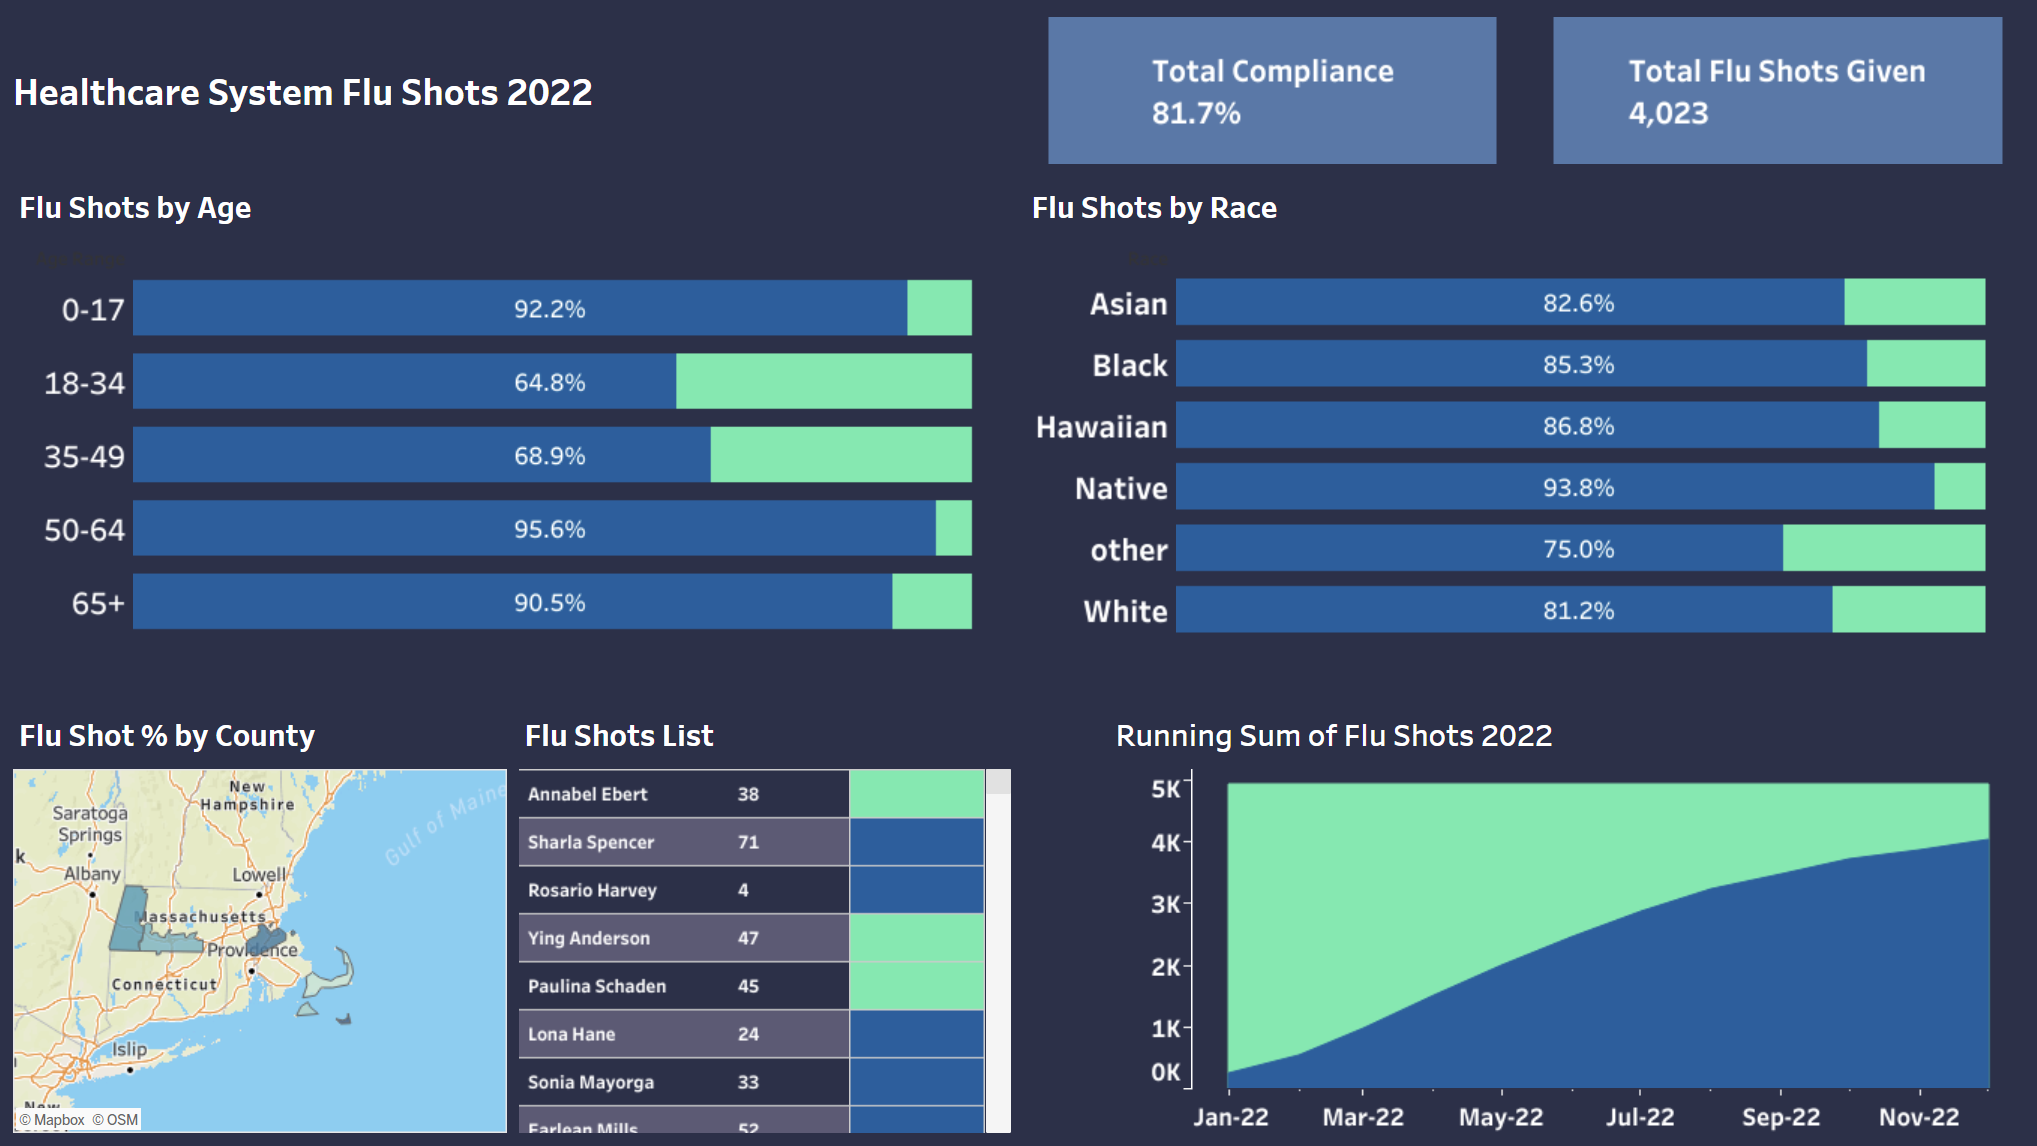 Healthcare System Flu Shots 2022
Total Compliance
81.7%
Total Flu Shots Given
4,023
Flu Shots by Age
0-17
92.2%
18-34
64.8%
35-49
68.9%
50-64
95.6%
65+
90.5%
Flu Shots by Race
Asian
82.6%
Black
85.3%
Hawaiian
86.8%
Native
93.8%
other
75.0%
White
81.2%
Flu Shot % by County
New
Hampshire
Saratoga
Springs
k
Albany
Lowell
Gulf of Maine
Massachusetts
Providence
Connecticut
Islip
New
© Mapbox © OSM
Flu Shots List
Annabel Ebert 38
Sharla Spencer 71
Rosario Harvey 4
Ying Anderson 47
Paulina Schaden 45
Lona Hane 24
Sonia Mayorga 33
Earlean Mills 52
Running Sum of Flu Shots 2022
5K
4K
3K
2K
1K
0K
Jan-22 Mar-22 May-22 Jul-22 Sep-22 Nov-22